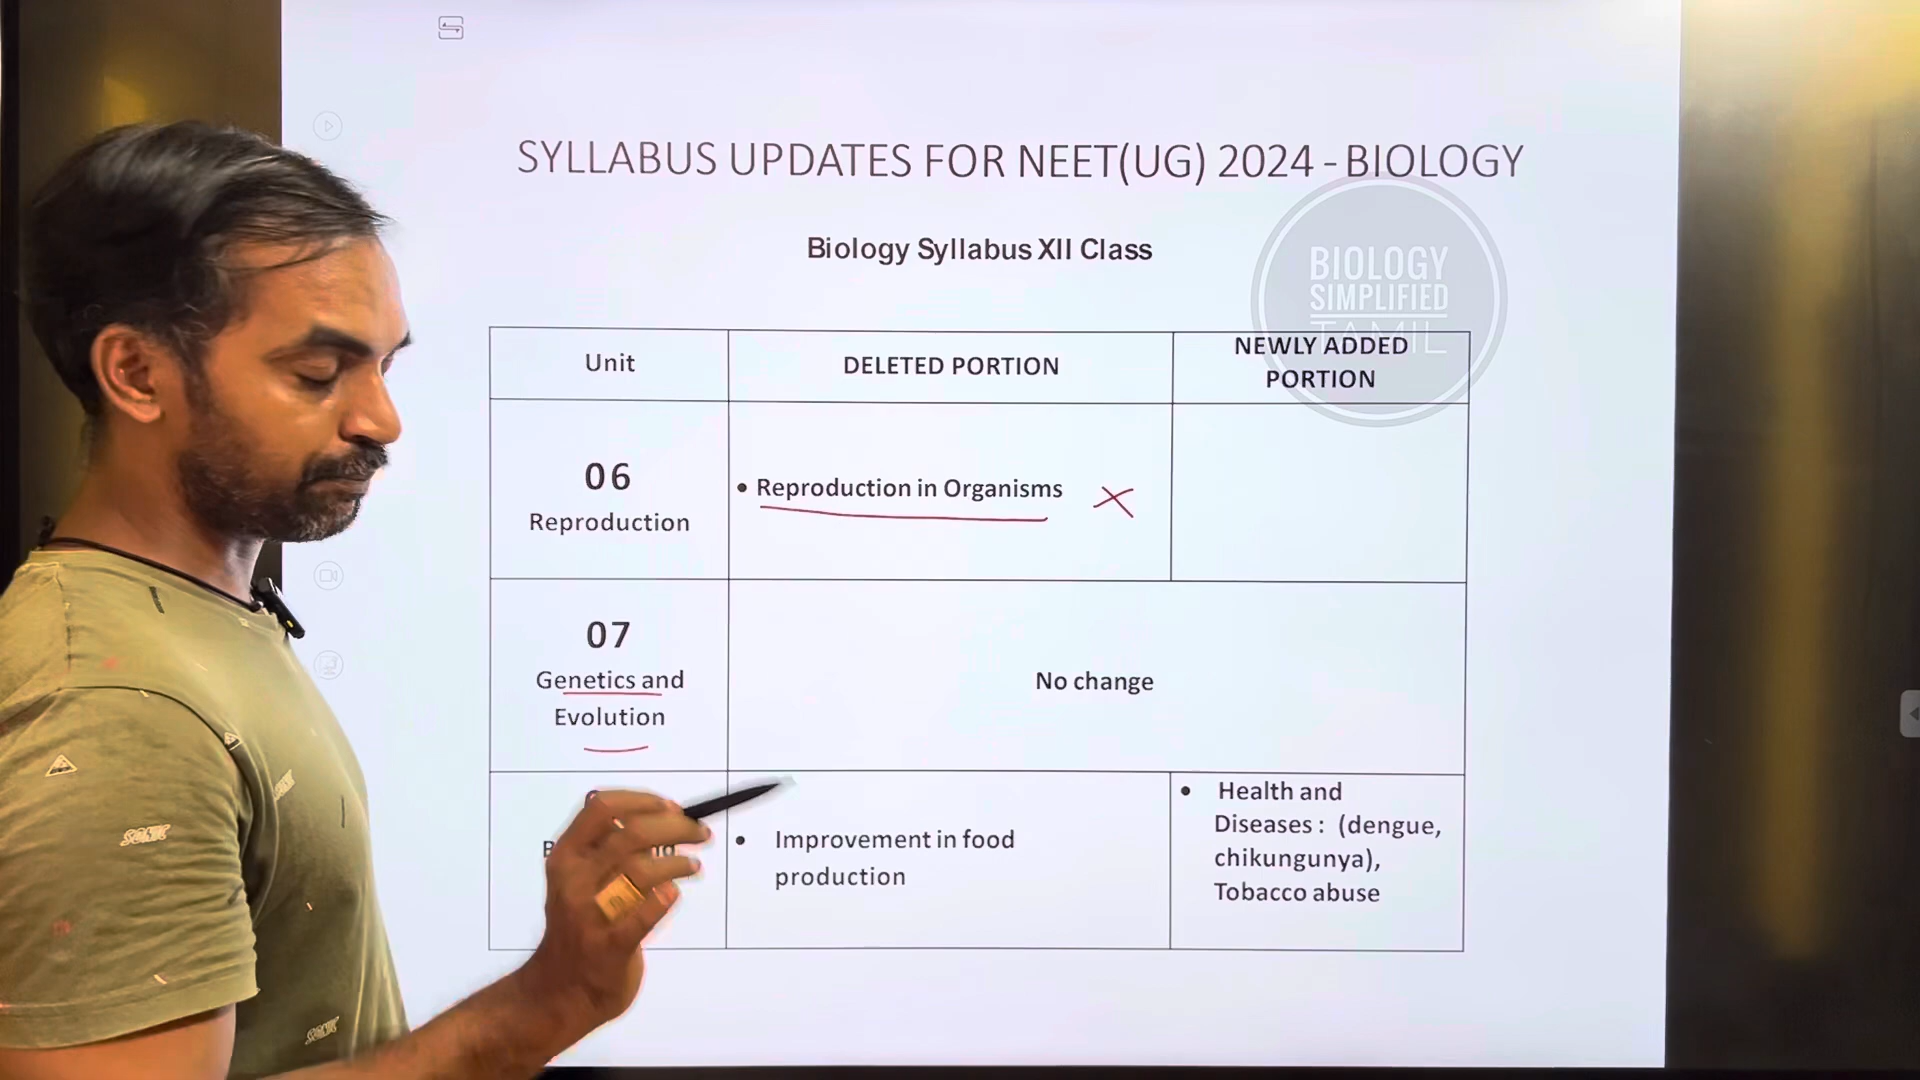 SYLLABUS UPDATES FOR NEET(UG) 2024 - BIOLOGY
Biology Syllabus XII Class
BIOLOGY
SIMPLIFIED
TAMIL
Unit
DELETED PORTION
NEWLY ADDED
PORTION
06
Reproduction
• Reproduction in Organisms
07
Genetics and
Evolution
No change
• Improvement in food
production
• Health and
Diseases : (dengue,
chikungunya),
Tobacco abuse